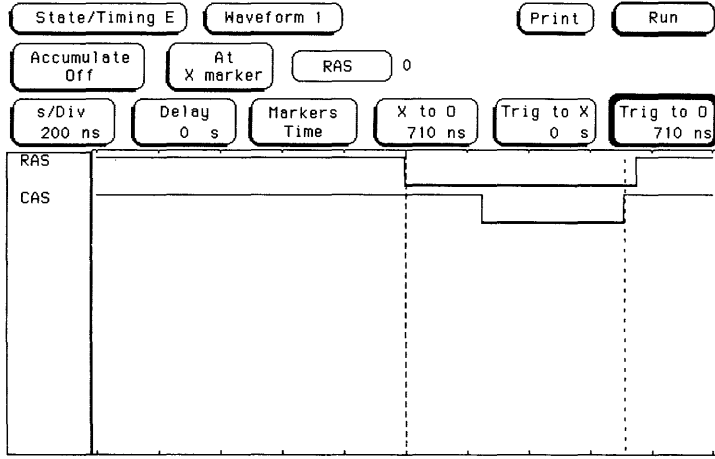 State/Timing E
Waveform 1
Print
Run
Accumulate
Off
At
X marker
RAS
0
s/Div
200 ns
Delay
0 s
Markers
Time
X to O
710 ns
Trig to X
0 s
Trig to O
710 ns
RAS
CAS